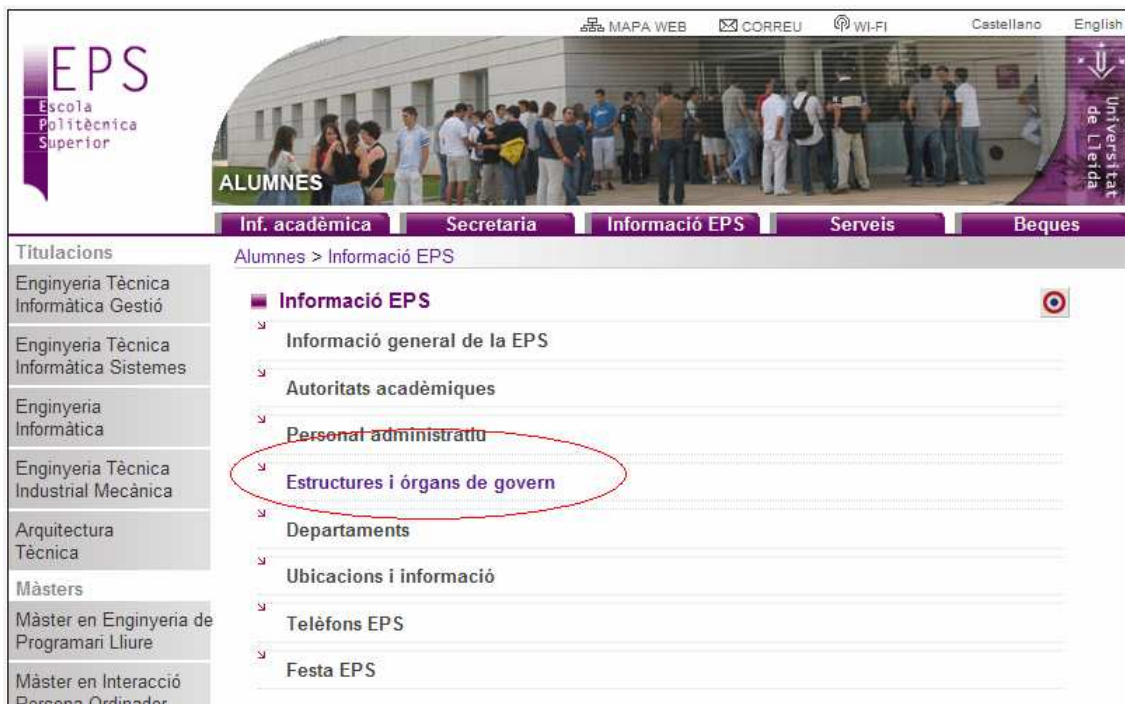 MAPA WEB CORREU WI-FI Castellano English
EPS
Escola
Politècnica
Superior
Universitat
de Lleida
ALUMNES
Inf. acadèmica Secretaria Informació EPS Serveis Beques
Titulacions
Enginyeria Tècnica
Informàtica Gestió
Enginyeria Tècnica
Informàtica Sistemes
Enginyeria
Informàtica
Enginyeria Tècnica
Industrial Mecànica
Arquitectura
Tècnica
Màsters
Màster en Enginyeria de
Programari Lliure
Màster en Interacció
Persona Ordinador
Alumnes > Informació EPS
Informació EPS
Informació general de la EPS
Autoritats acadèmiques
Personal administratiu
Estructures i órgans de govern
Departaments
Ubicacions i informació
Telèfons EPS
Festa EPS